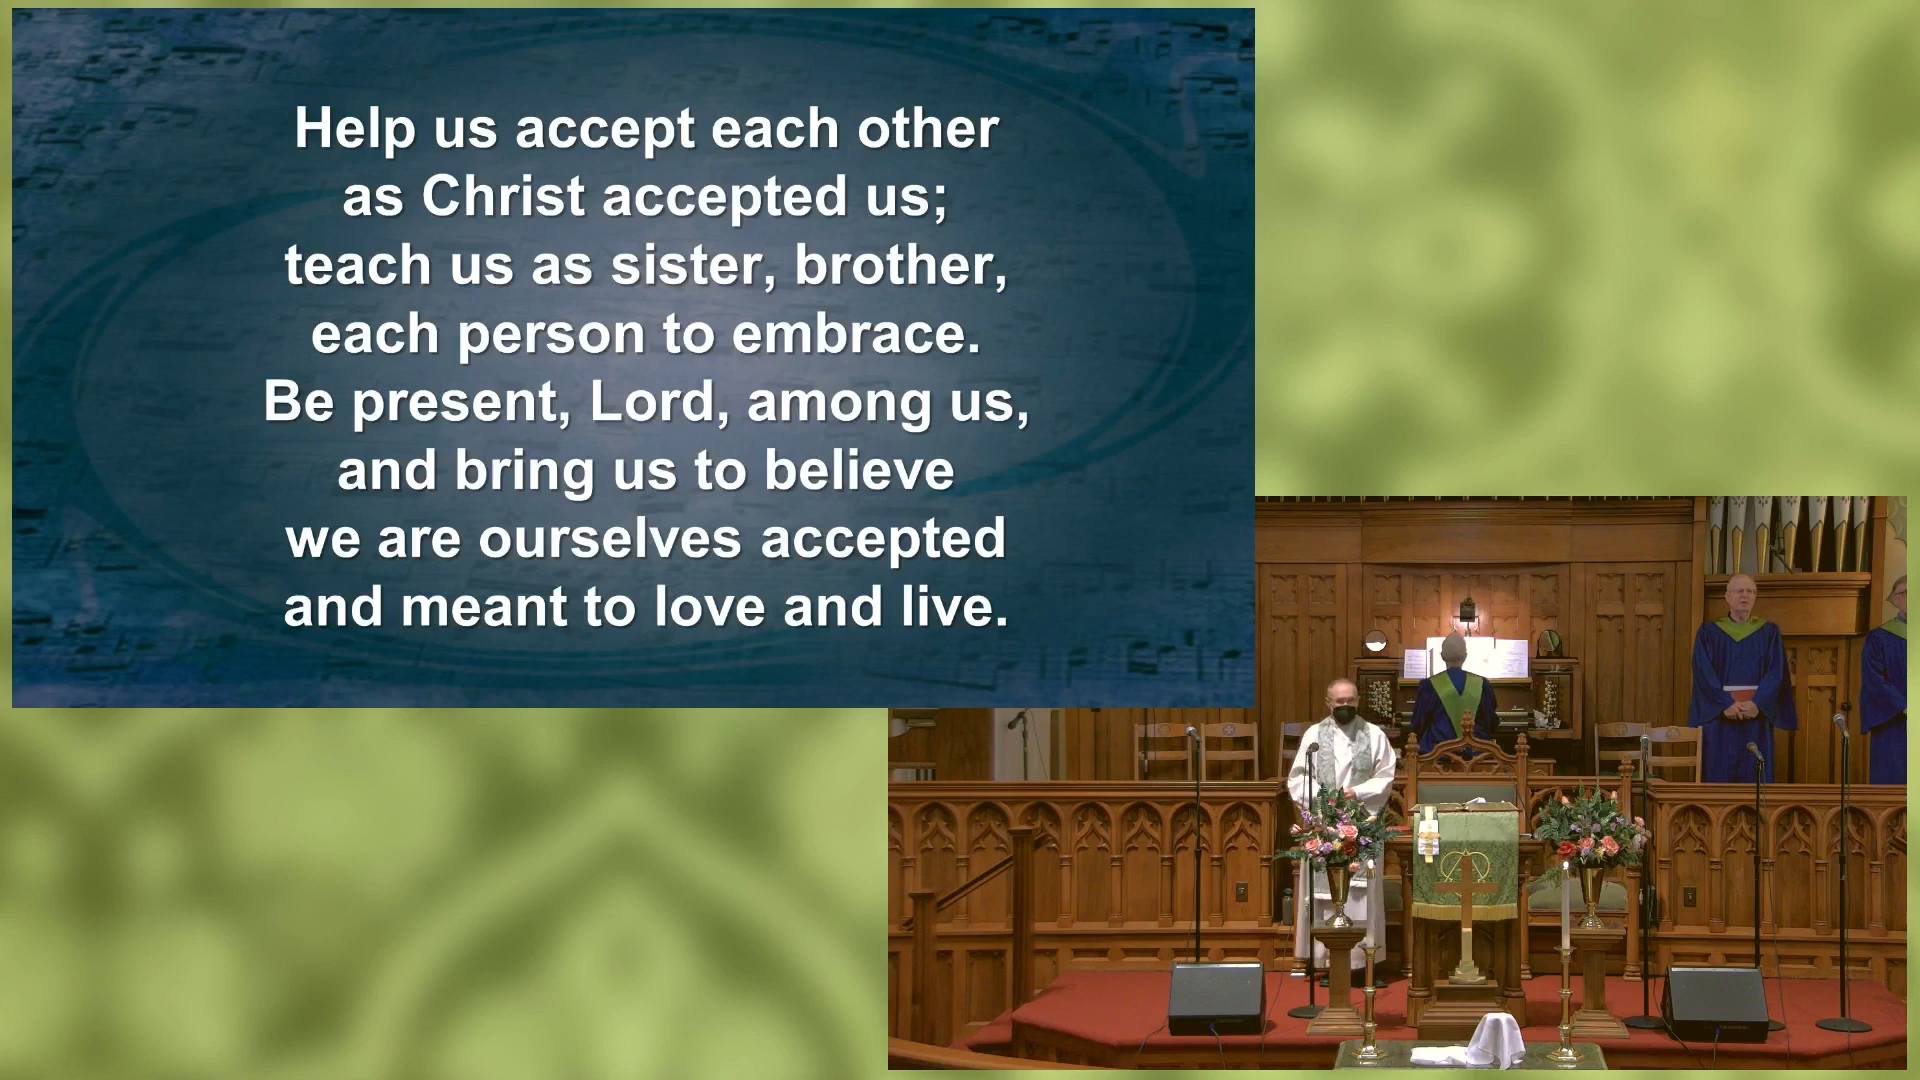 Help us accept each other
as Christ accepted us;
teach us as sister, brother,
each person to embrace.
Be present, Lord, among us,
and bring us to believe
we are ourselves accepted
and meant to love and live.